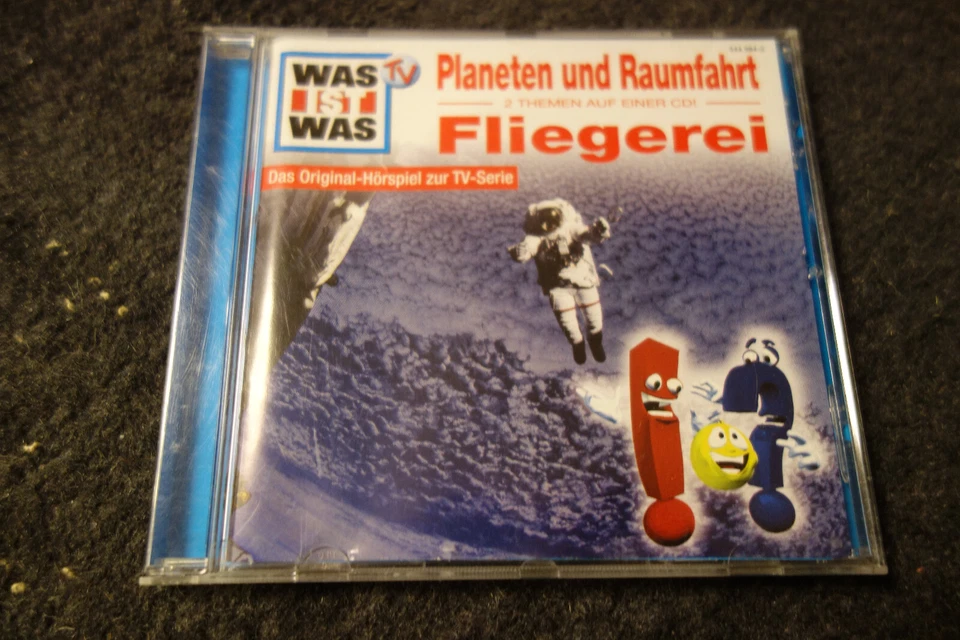 WAS
IST
WAS
TV
Planeten und Raumfahrt
2 THEMEN AUF EINER CD!
Fliegerei
Das Original-Hörspiel zur TV-Serie